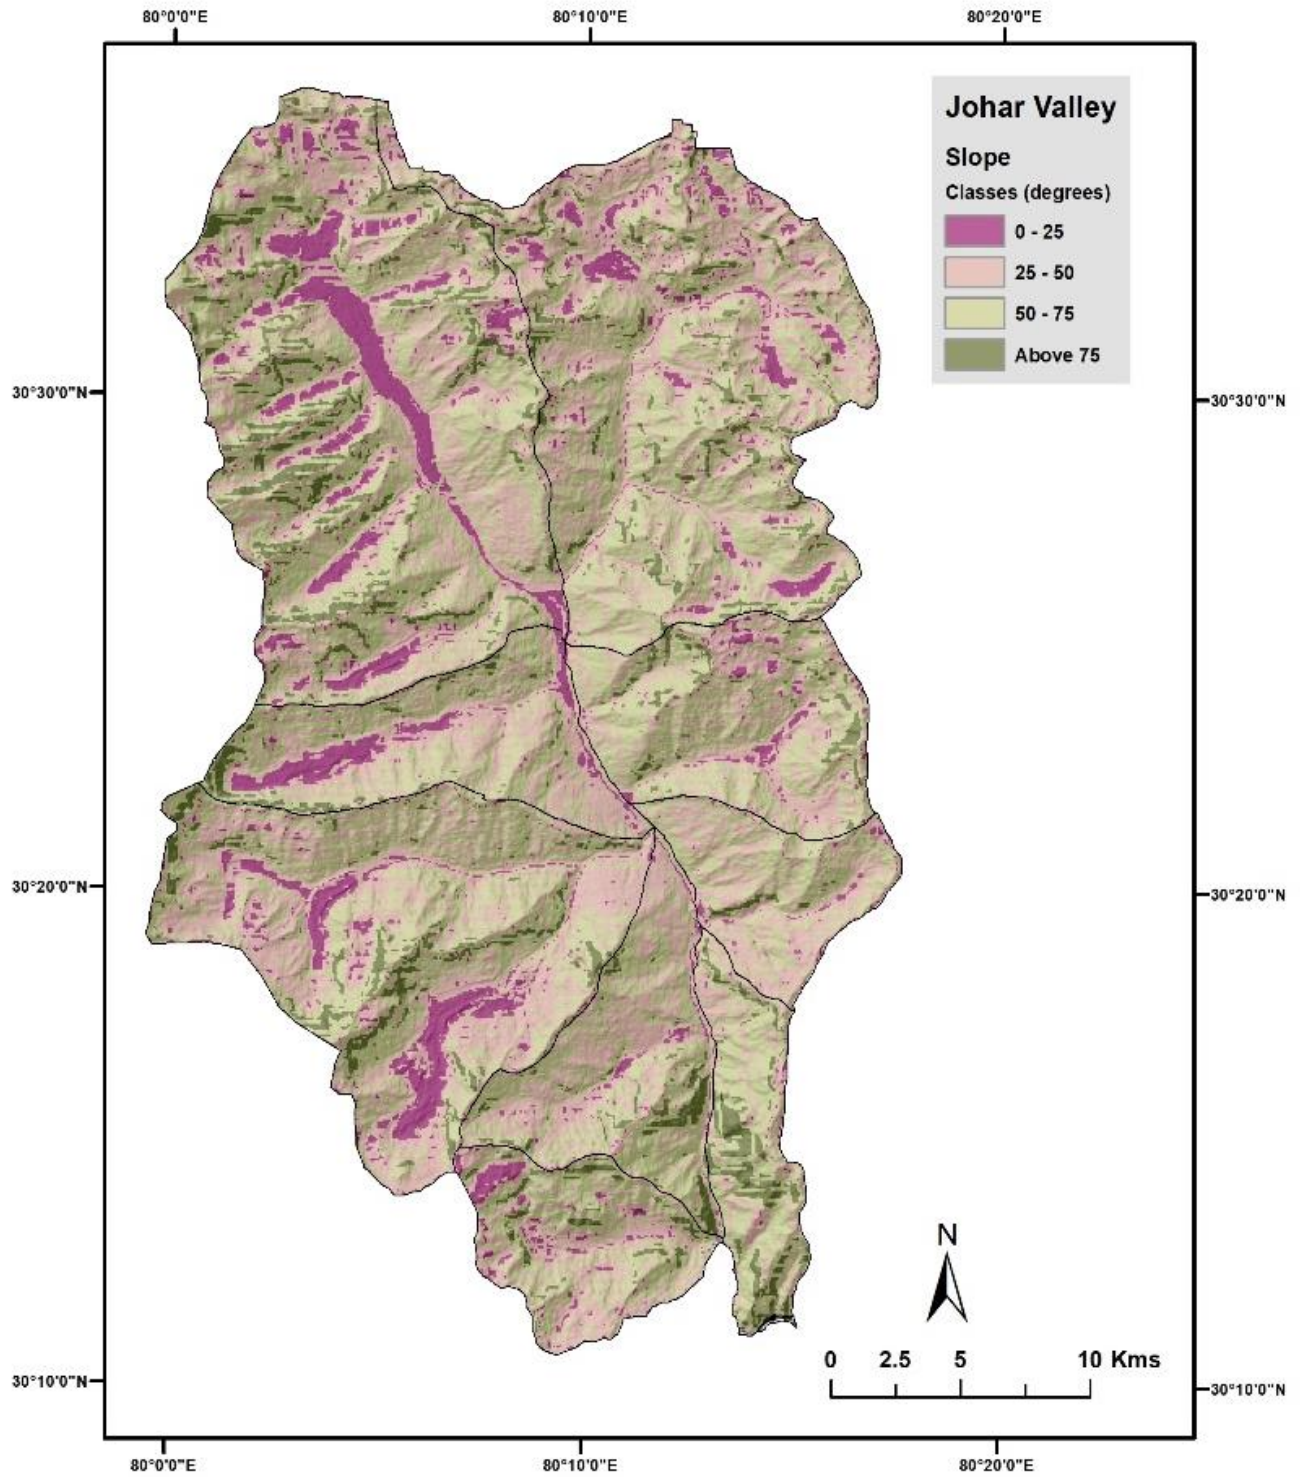 80°0'0"E 80°10'0"E 80°20'0"E
Johar Valley
Slope
Classes (degrees)
0 - 25
25 - 50
50 - 75
Above 75
30°30'0"N 30°30'0"N
30°20'0"N 30°20'0"N
N
0 2.5 5 10 Kms
30°10'0"N 30°10'0"N
80°0'0"E 80°10'0"E 80°20'0"E